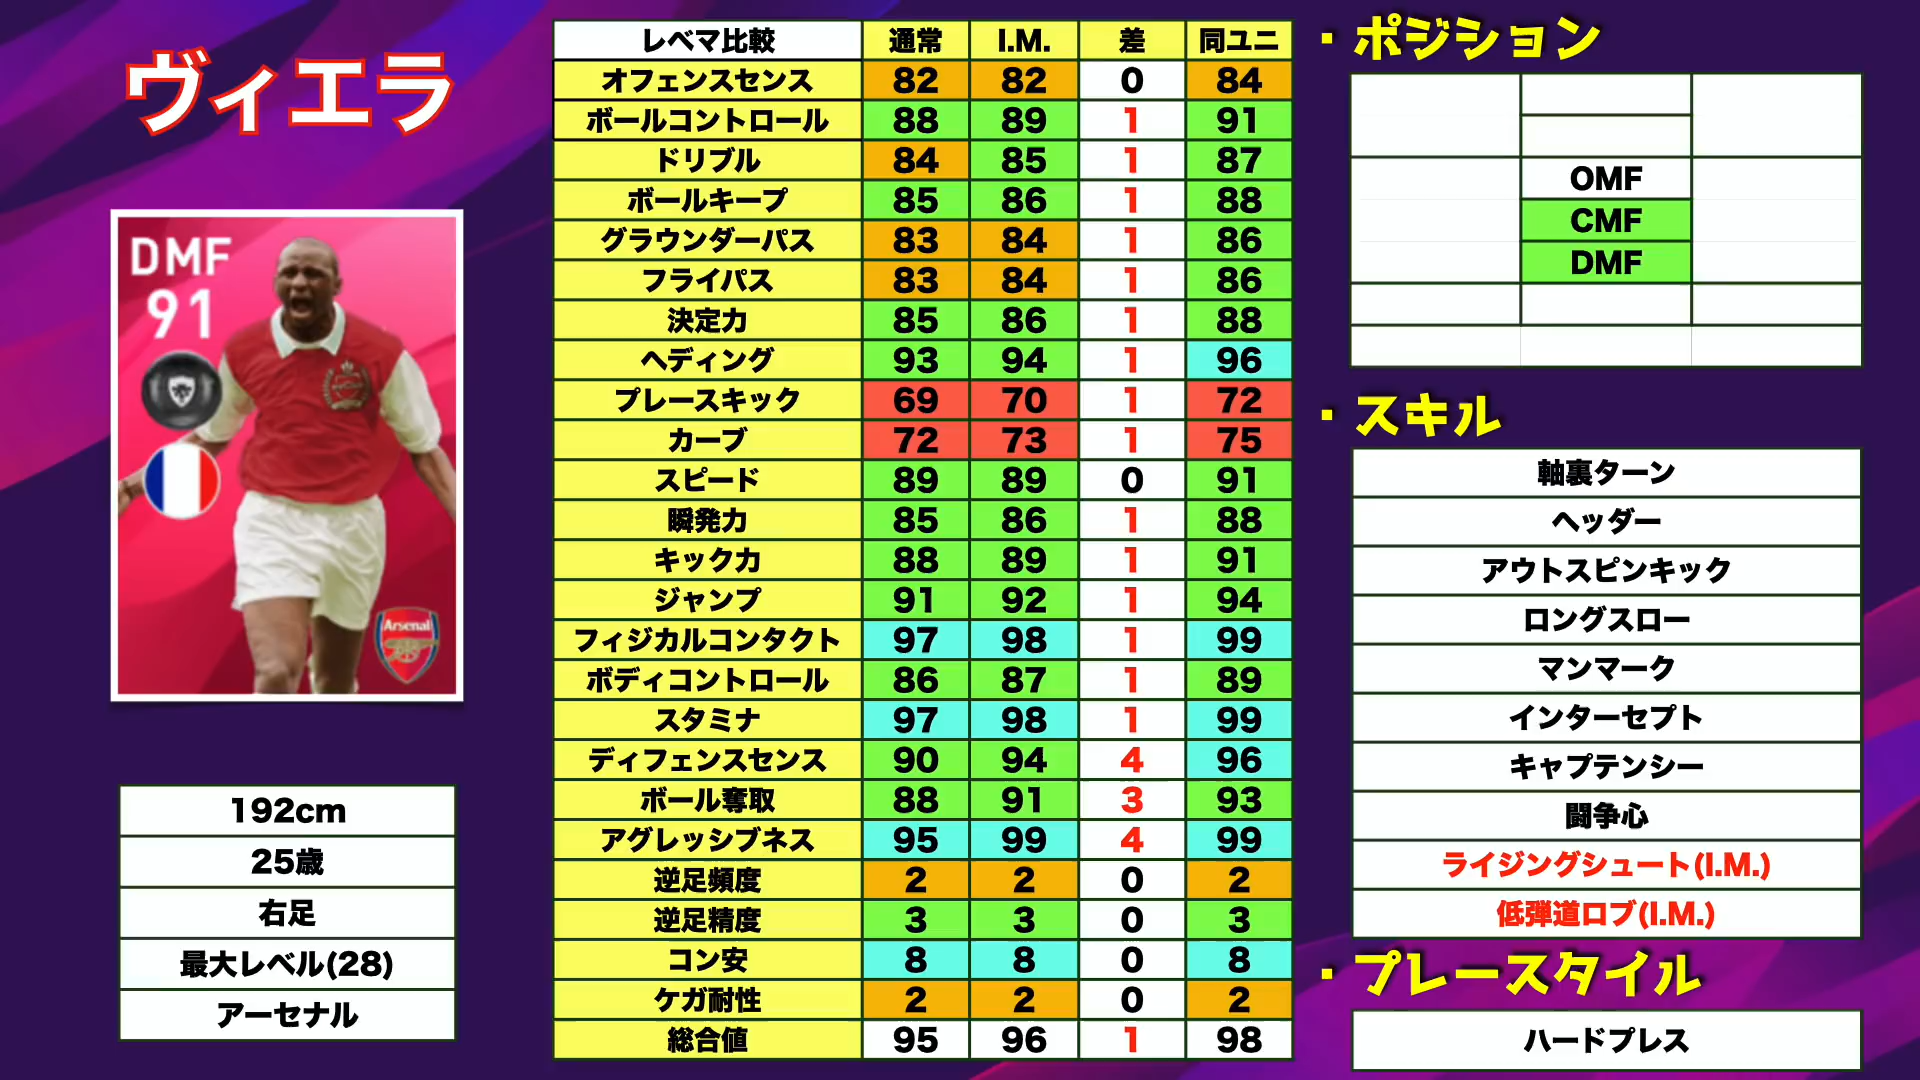 ヴィエラ
DMF
91
Arsenal
192cm
25歳
右足
最大レベル(28)
アーセナル
レベマ比較 通常 I.M. 差 同ユニ
オフェンスセンス 82 82 0 84
ボールコントロール 88 89 1 91
ドリブル 84 85 1 87
ボールキープ 85 86 1 88
グラウンダーパス 83 84 1 86
フライパス 83 84 1 86
決定力 85 86 1 88
ヘディング 93 94 1 96
プレースキック 69 70 1 72
カーブ 72 73 1 75
スピード 89 89 0 91
瞬発力 85 86 1 88
キック力 88 89 1 91
ジャンプ 91 92 1 94
フィジカルコンタクト 97 98 1 99
ボディコントロール 86 87 1 89
スタミナ 97 98 1 99
ディフェンスセンス 90 94 4 96
ボール奪取 88 91 3 93
アグレッシブネス 95 99 4 99
逆足頻度 2 2 0 2
逆足精度 3 3 0 3
コン安 8 8 0 8
ケガ耐性 2 2 0 2
総合値 95 96 1 98
・ポジション
OMF
CMF
DMF
・スキル
軸裏ターン
ヘッダー
アウトスピンキック
ロングスロー
マンマーク
インターセプト
キャプテンシー
闘争心
ライジングシュート(I.M.)
低弾道ロブ(I.M.)
・プレースタイル
ハードプレス